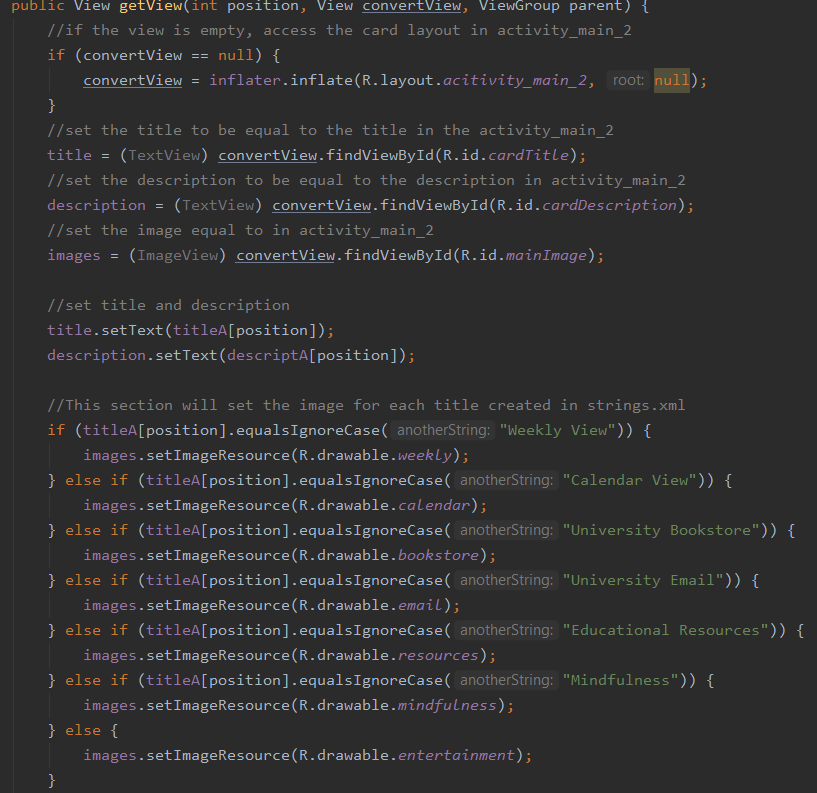 public View getView(int position, View convertView, ViewGroup parent) {
//if the view is empty, access the card layout in activity_main_2
if (convertView == null) {
convertView = inflater.inflate(R.layout.acitivity_main_2, root: null);
}
//set the title to be equal to the title in the activity_main_2
title = (TextView) convertView.findViewById(R.id.cardTitle);
//set the description to be equal to the description in activity_main_2
description = (TextView) convertView.findViewById(R.id.cardDescription);
//set the image equal to in activity_main_2
images = (ImageView) convertView.findViewById(R.id.mainImage);
//set title and description
title.setText(titleA[position]);
description.setText(descriptA[position]);
//This section will set the image for each title created in strings.xml
if (titleA[position].equalsIgnoreCase( anotherString: "Weekly View")) {
images.setImageResource(R.drawable.weekly);
} else if (titleA[position].equalsIgnoreCase( anotherString: "Calendar View")) {
images.setImageResource(R.drawable.calendar);
} else if (titleA[position].equalsIgnoreCase( anotherString: "University Bookstore")) {
images.setImageResource(R.drawable.bookstore);
} else if (titleA[position].equalsIgnoreCase( anotherString: "University Email")) {
images.setImageResource(R.drawable.email);
} else if (titleA[position].equalsIgnoreCase( anotherString: "Educational Resources")) {
images.setImageResource(R.drawable.resources);
} else if (titleA[position].equalsIgnoreCase( anotherString: "Mindfulness")) {
images.setImageResource(R.drawable.mindfulness);
} else {
images.setImageResource(R.drawable.entertainment);
}